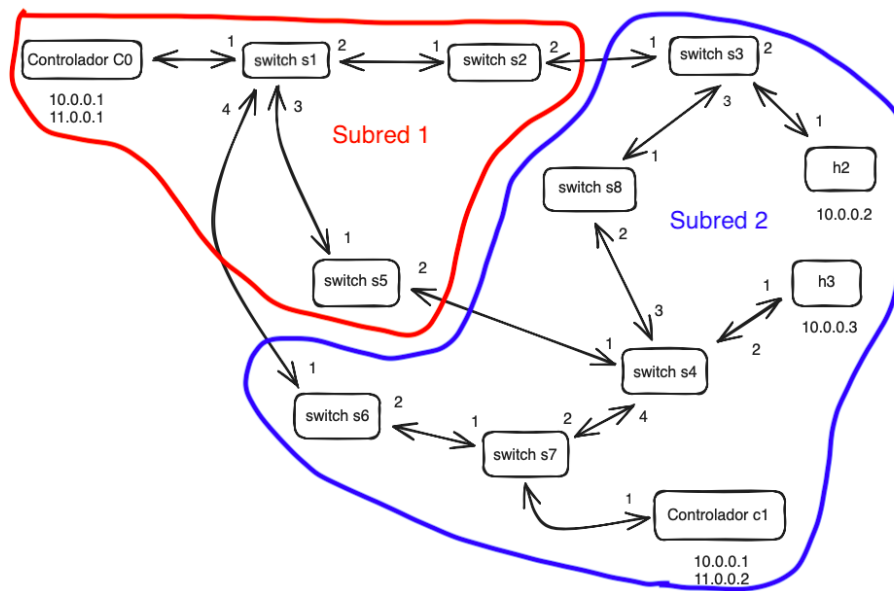 Controlador C0
10.0.0.1
11.0.0.1
1
switch s1
2
4
3
1
switch s2
2
1
switch s3
2
3
1
h2
10.0.0.2
Subred 1
1
switch s8
2
Subred 2
1
switch s5
2
1
h3
10.0.0.3
3
1
2
switch s4
4
1
switch s6
2
1
switch s7
2
1
Controlador c1
10.0.0.1
11.0.0.2